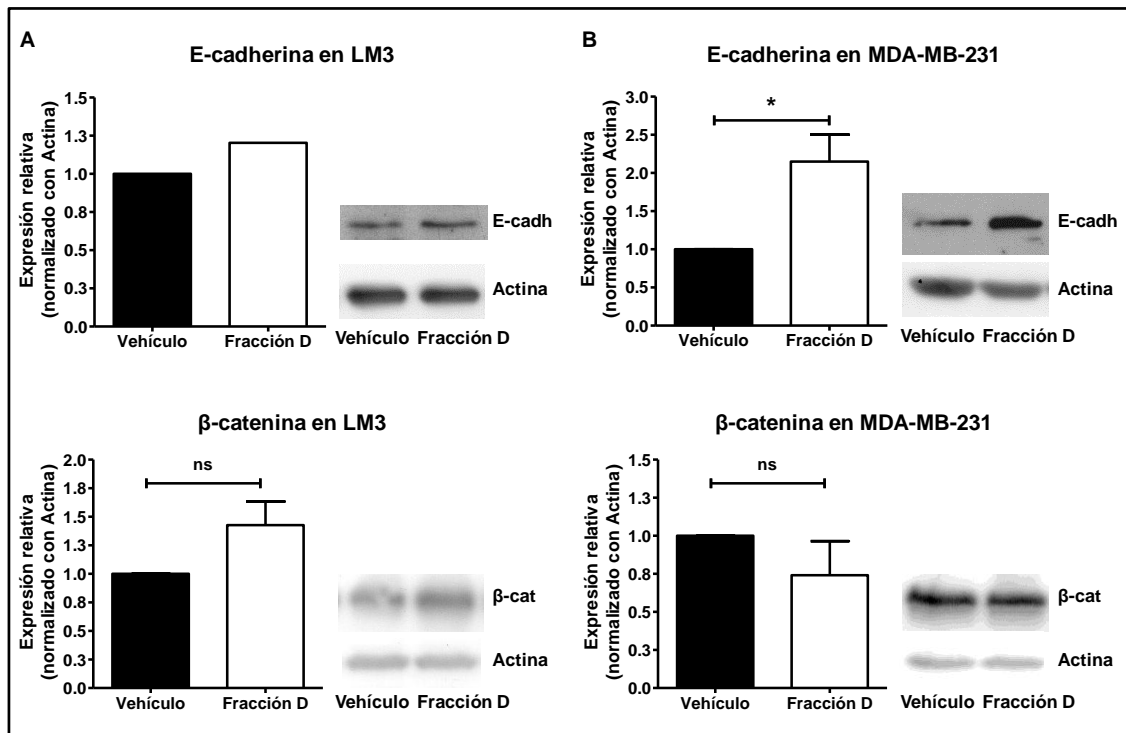 A
E-cadherina en LM3
Expresión relativa
(normalizado con Actina)
1.5
1.3
1.0
0.8
0.5
0.3
0.0
Vehículo
Fracción D
E-cadh
Actina
Vehículo Fracción D
B
E-cadherina en MDA-MB-231
Expresión relativa
(normalizado con Actina)
3.0
2.5
2.0
1.5
1.0
0.5
0.0
*
Vehículo
Fracción D
E-cadh
Actina
Vehículo Fracción D
β-catenina en LM3
Expresión relativa
(normalizado con Actina)
2.0
1.8
1.5
1.3
1.0
0.8
0.5
0.3
0.0
ns
Vehículo
Fracción D
β-cat
Actina
Vehículo Fracción D
β-catenina en MDA-MB-231
Expresión relativa
(normalizado con Actina)
1.5
1.3
1.0
0.8
0.5
0.3
0.0
ns
Vehículo
Fracción D
β-cat
Actina
Vehículo Fracción D